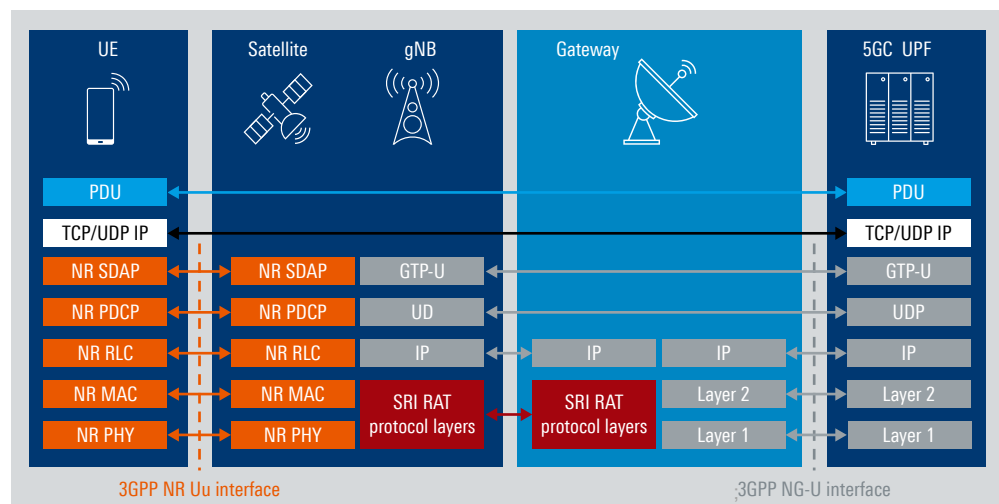 UE
Satellite
gNB
Gateway
5GC UPF
PDU
PDU
TCP/UDP IP
TCP/UDP IP
NR SDAP
NR SDAP
GTP-U
GTP-U
NR PDCP
NR PDCP
UD
UDP
NR RLC
NR RLC
IP
IP
IP
IP
NR MAC
NR MAC
SRI RAT
protocol layers
SRI RAT
protocol layers
Layer 2
Layer 2
NR PHY
NR PHY
Layer 1
Layer 1
3GPP NR Uu interface
;3GPP NG-U interface